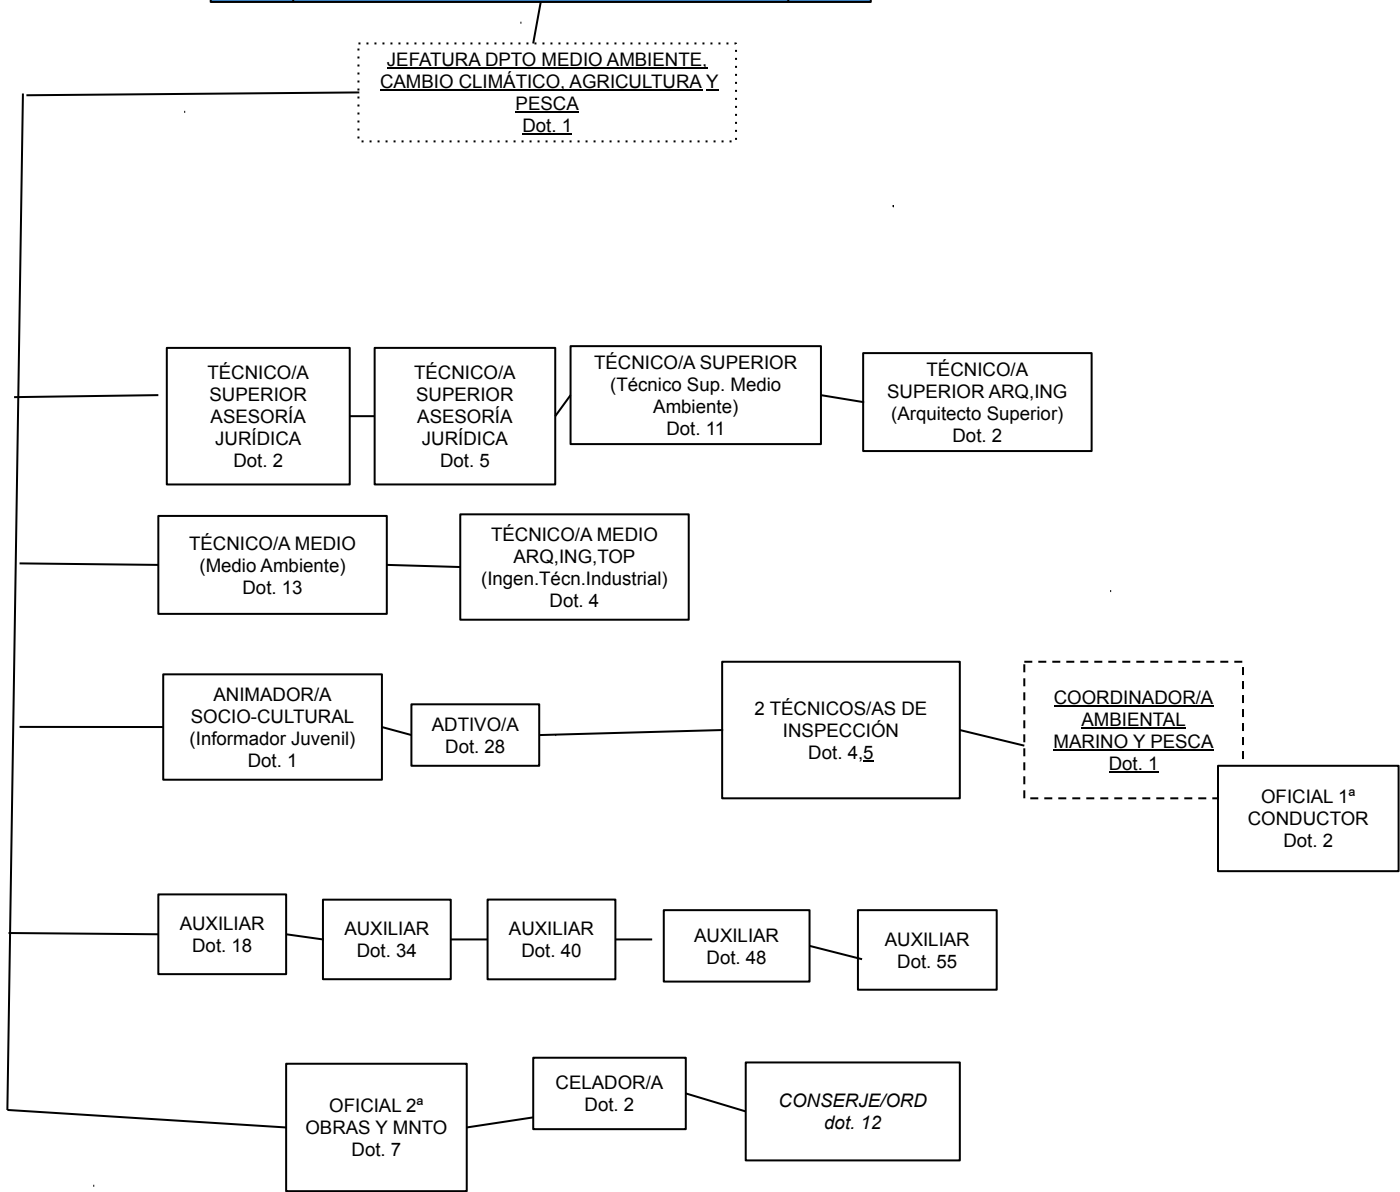 JEFATURA DPTO MEDIO AMBIENTE,
CAMBIO CLIMÁTICO, AGRICULTURA Y
PESCA
Dot. 1
TÉCNICO/A
SUPERIOR
ASESORÍA
JURÍDICA
Dot. 2
TÉCNICO/A
SUPERIOR
ASESORÍA
JURÍDICA
Dot. 5
TÉCNICO/A SUPERIOR
(Técnico Sup. Medio
Ambiente)
Dot. 11
TÉCNICO/A
SUPERIOR ARQ,ING
(Arquitecto Superior)
Dot. 2
TÉCNICO/A MEDIO
(Medio Ambiente)
Dot. 13
TÉCNICO/A MEDIO
ARQ,ING,TOP
(Ingen.Técn.Industrial)
Dot. 4
ANIMADOR/A
SOCIO-CULTURAL
(Informador Juvenil)
Dot. 1
ADTIVO/A
Dot. 28
2 TÉCNICOS/AS DE
INSPECCIÓN
Dot. 4,5
COORDINADOR/A
AMBIENTAL
MARINO Y PESCA
Dot. 1
OFICIAL 1ª
CONDUCTOR
Dot. 2
AUXILIAR
Dot. 18
AUXILIAR
Dot. 34
AUXILIAR
Dot. 40
AUXILIAR
Dot. 48
AUXILIAR
Dot. 55
OFICIAL 2ª
OBRAS Y MNTO
Dot. 7
CELADOR/A
Dot. 2
CONSERJE/ORD
dot. 12